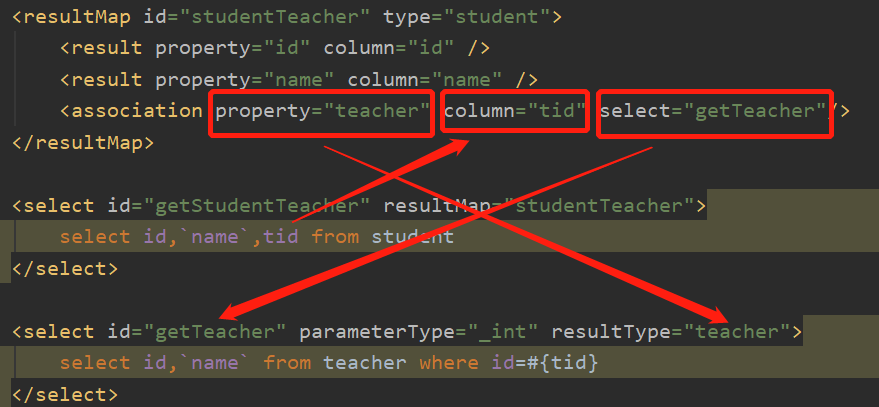 <resultMap id="studentTeacher" type="student">
<result property="id" column="id" />
<result property="name" column="name" />
<association property="teacher" column="tid" select="getTeacher"/>
</resultMap>
<select id="getStudentTeacher" resultMap="studentTeacher">
select id,`name`,tid from student
</select>
<select id="getTeacher" parameterType="_int" resultType="teacher">
select id,`name` from teacher where id=#{tid}
</select>